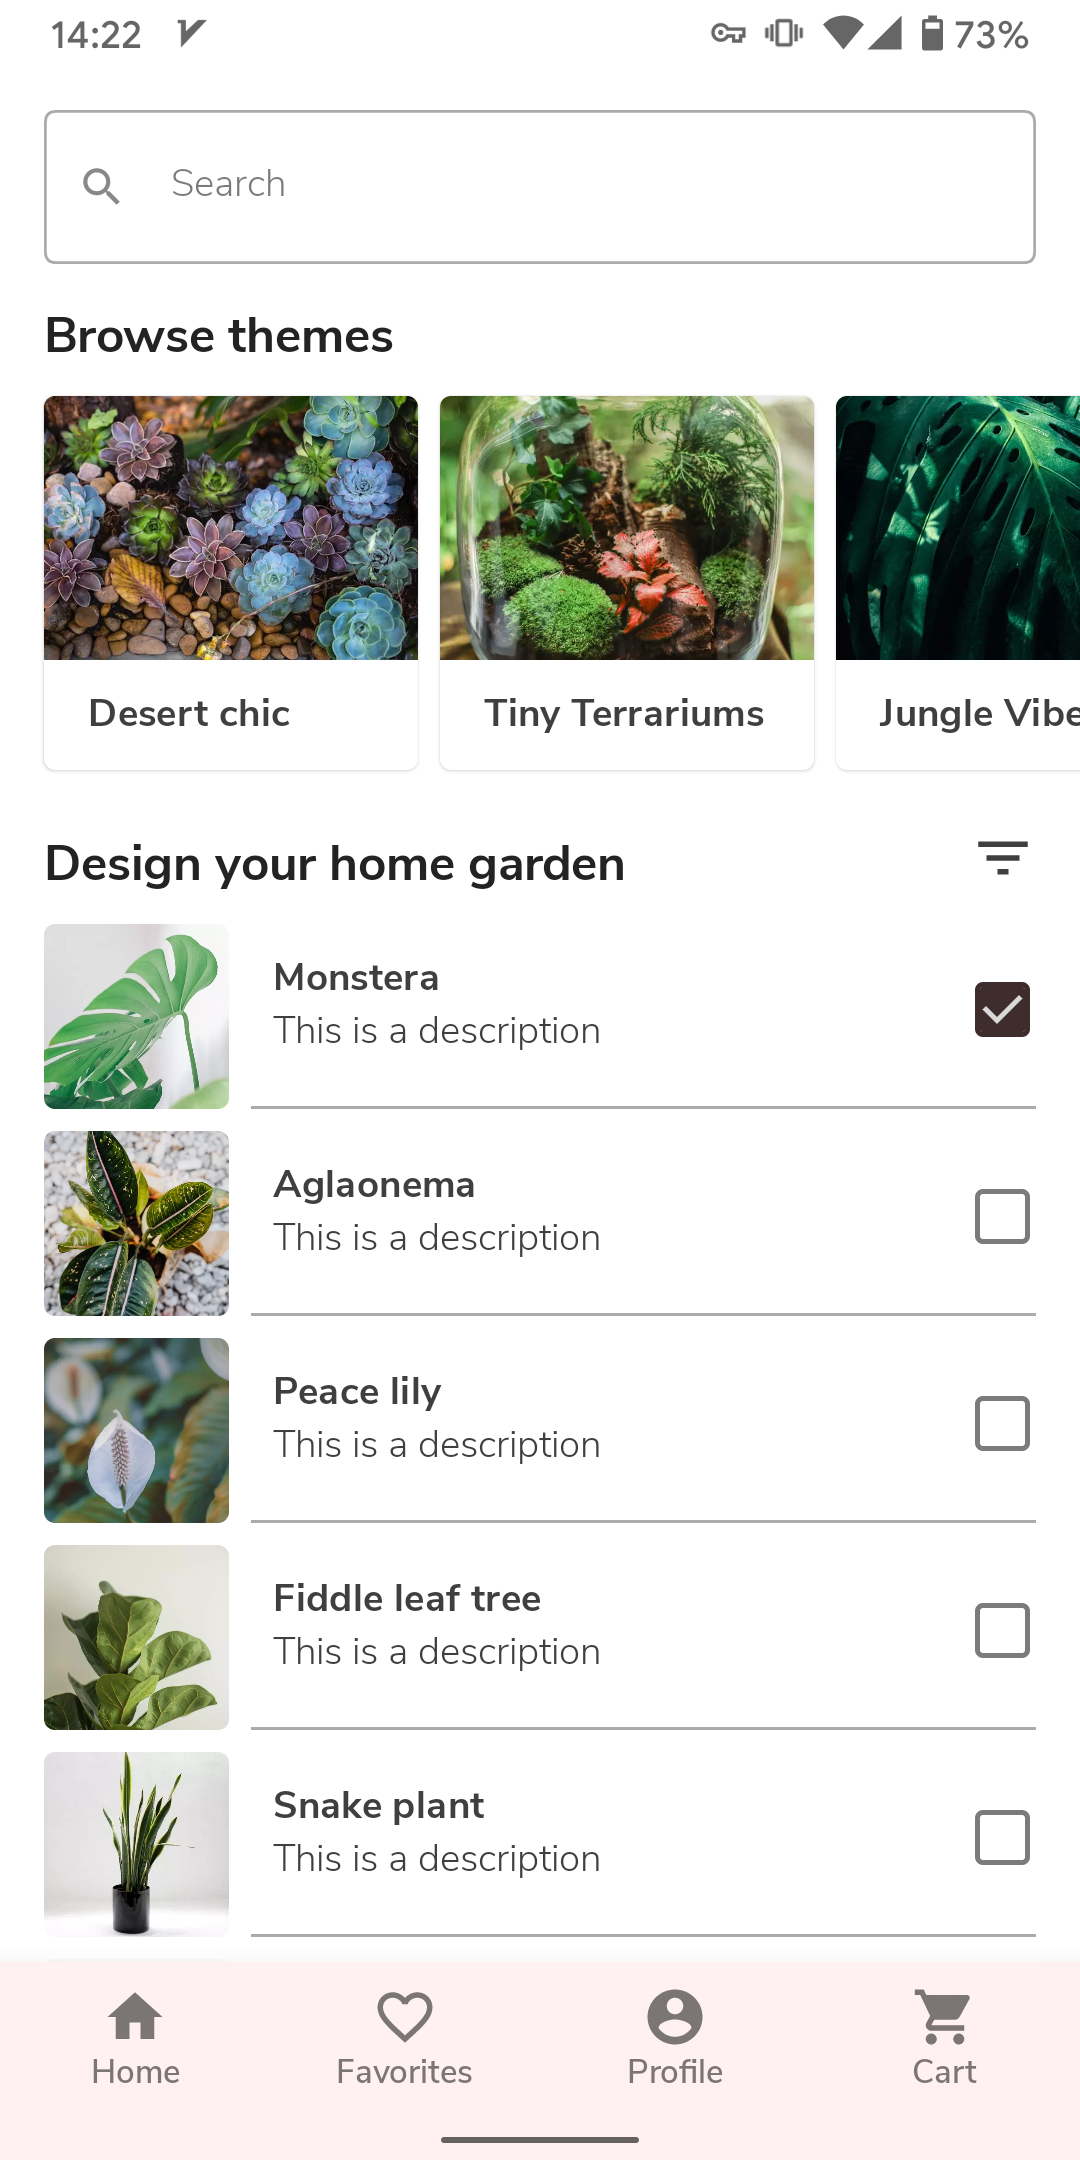 14:22
73%
Search
Browse themes
Desert chic
Tiny Terrariums
Jungle Vibe
Design your home garden
Monstera
This is a description
Aglaonema
This is a description
Peace lily
This is a description
Fiddle leaf tree
This is a description
Snake plant
This is a description
Home
Favorites
Profile
Cart